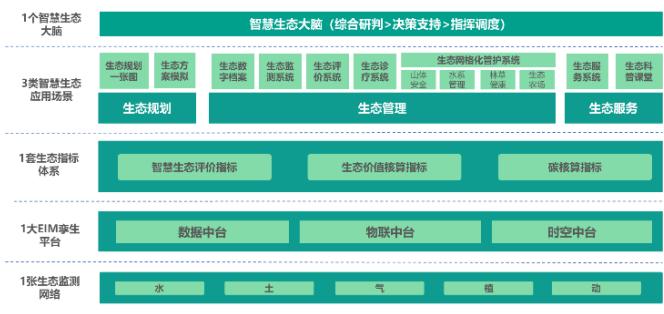 1个智慧生态
大脑
智慧生态大脑（综合研判>决策支持>指挥调度）
3类智慧生态
应用场景
生态规划
一张图
生态方
案模拟
生态规划
生态数
字档案
生态监
测系统
生态评
价系统
生态诊
疗系统
生态网格化管护系统
山体
安全
水系
管理
林草
健康
生态
农场
生态管理
生态服
务系统
生态科
普课堂
生态服务
1套生态指标
体系
智慧生态评价指标
生态价值核算指标
碳核算指标
1大EIM孪生
平台
数据中台
物联中台
时空中台
1张生态监测
网络
水
土
气
植
动